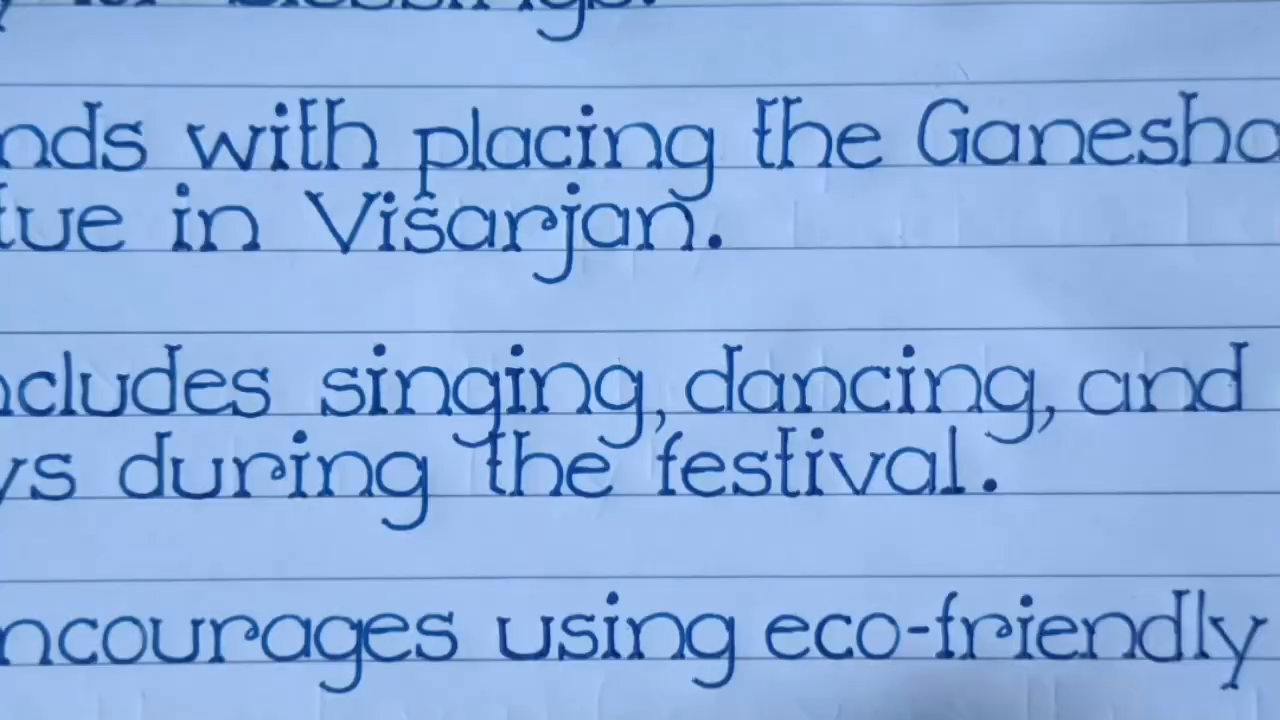 blessings.
nds with placing the Ganesha
tue in Visarjan.
ncludes singing, dancing, and
ys during the festival.
ncourages using eco-friendly